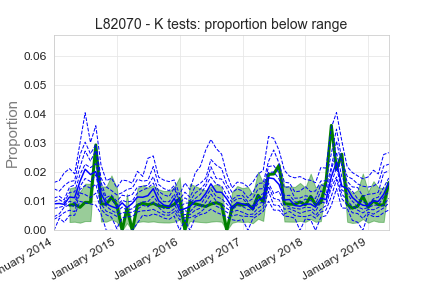 L82070 - K tests: proportion below range
Proportion
0.06
0.05
0.04
0.03
0.02
0.01
0.00
nuary 2014
January 2015
January 2016
January 2017
January 2018
January 2019